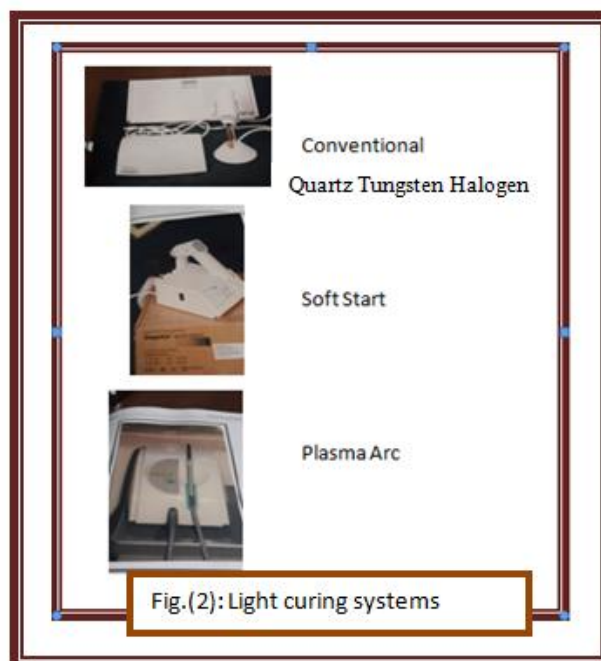 Conventional
Quartz Tungsten Halogen
Soft Start
Plasma Arc
Fig.(2): Light curing systems